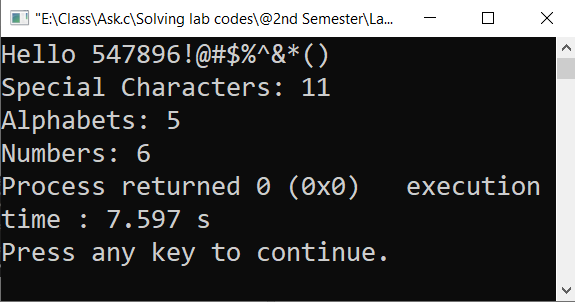 "E:\Class\Ask.c\Solving lab codes\@2nd Semester\La...
Hello 547896!@#$%^&*()
Special Characters: 11
Alphabets: 5
Numbers: 6
Process returned 0 (0x0)   execution
time : 7.597 s
Press any key to continue.